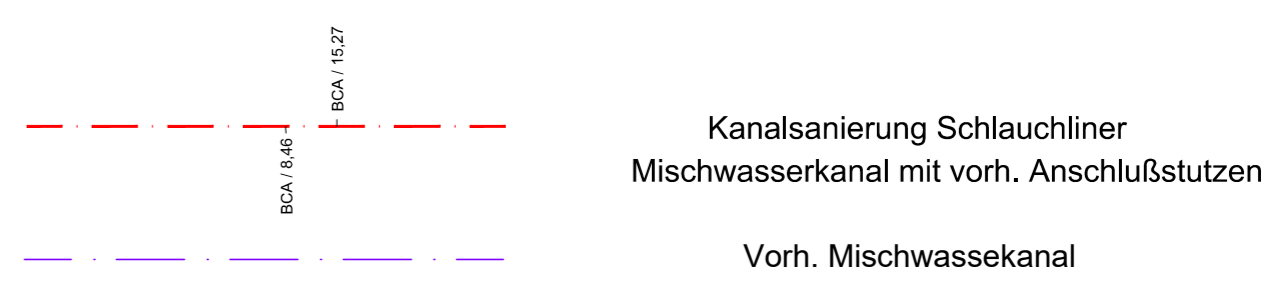 BCA / 15,27
BCA / 8,46
Kanalsanierung Schlauchliner
Mischwasserkanal mit vorh. Anschlußstutzen
Vorh. Mischwassekanal